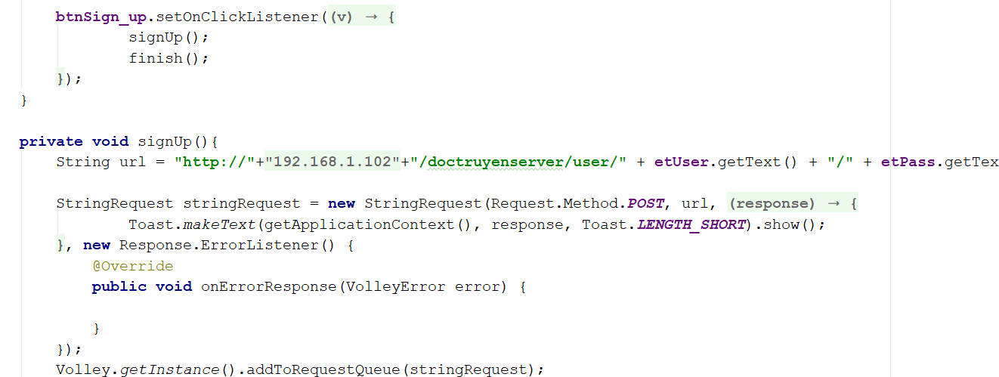 btnSign_up.setOnClickListener((v) → {
signUp();
finish();
});
}
private void signUp(){
String url = "http://"+"192.168.1.102"+"/doctruyenserver/user/" + etUser.getText() + "/" + etPass.getTex
StringRequest stringRequest = new StringRequest(Request.Method.POST, url, (response) → {
Toast.makeText(getApplicationContext(), response, Toast.LENGTH_SHORT).show();
}, new Response.ErrorListener() {
@Override
public void onErrorResponse(VolleyError error) {
}
});
Volley.getInstance().addToRequestQueue(stringRequest);